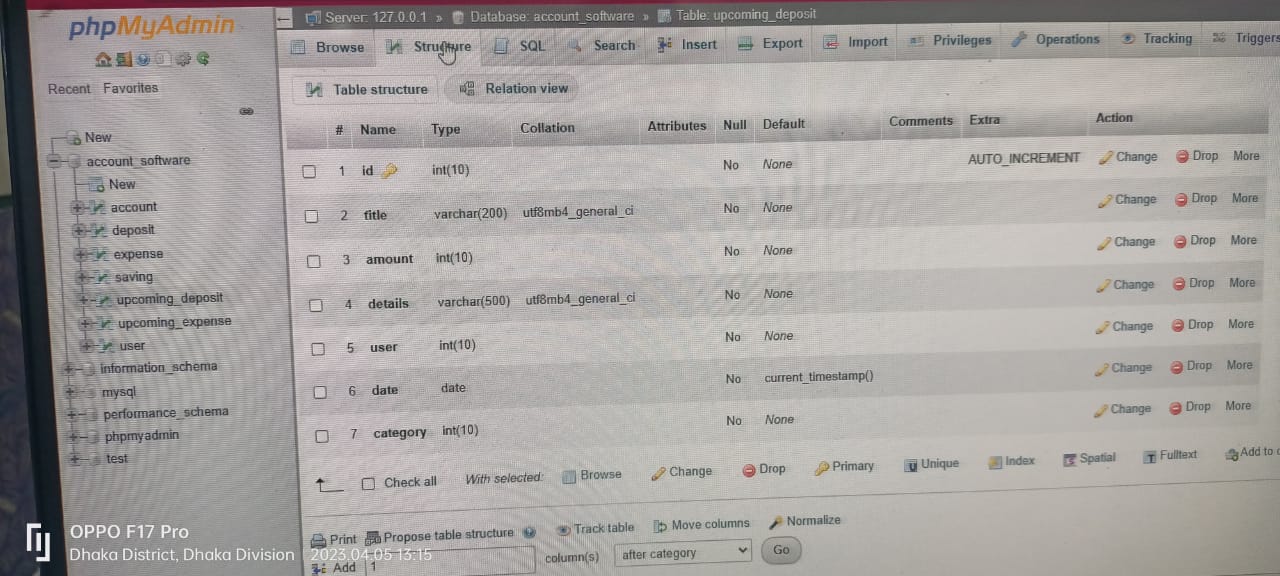 phpMyAdmin
Server: 127.0.0.1 » Database: account_software » Table: upcoming_deposit
Browse Structure SQL Search Insert Export Import Privileges Operations Tracking Triggers
Recent Favorites
Table structure Relation view
New
account_software
New
account
deposit
expense
saving
upcoming_deposit
upcoming_expense
user
information_schema
mysql
performance_schema
phpmyadmin
test
# Name Type Collation Attributes Null Default Comments Extra Action
1 id int(10) No None AUTO_INCREMENT Change Drop More
2 title varchar(200) utf8mb4_general_ci No None Change Drop More
3 amount int(10) No None Change Drop More
4 details varchar(500) utf8mb4_general_ci No None Change Drop More
5 user int(10) No None Change Drop More
6 date date No current_timestamp() Change Drop More
7 category int(10) No None Change Drop More
Check all With selected: Browse Change Drop Primary Unique Index Spatial Fulltext Add to c
Print Propose table structure Track table Move columns Normalize
Add 1 column(s) after category Go
OPPO F17 Pro
Dhaka District, Dhaka Division 2023.04.05 13:15